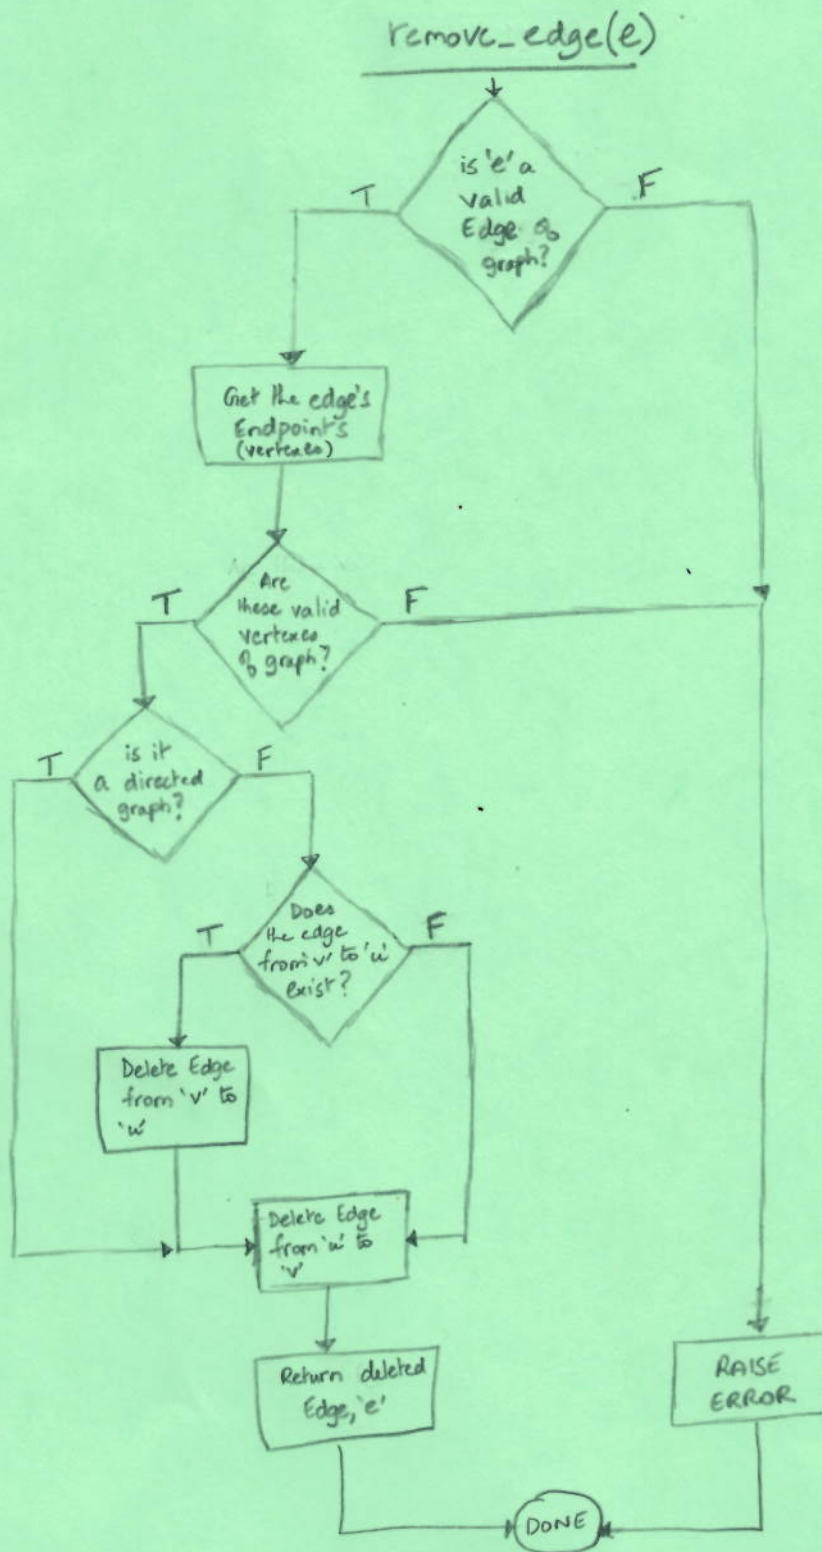 remove_edge(e)
is 'e' a
valid
Edge of
graph?
T
F
Get the edge's
Endpoints
(vertexes)
Are
these valid
vertexes
of graph?
T
F
is it
a directed
graph?
T
F
Does
the edge
from 'v' to 'u'
exist?
T
F
Delete Edge
from 'v' to
'u'
Delete Edge
from 'u' to
'v'
Return deleted
Edge, 'e'
RAISE
ERROR
DONE